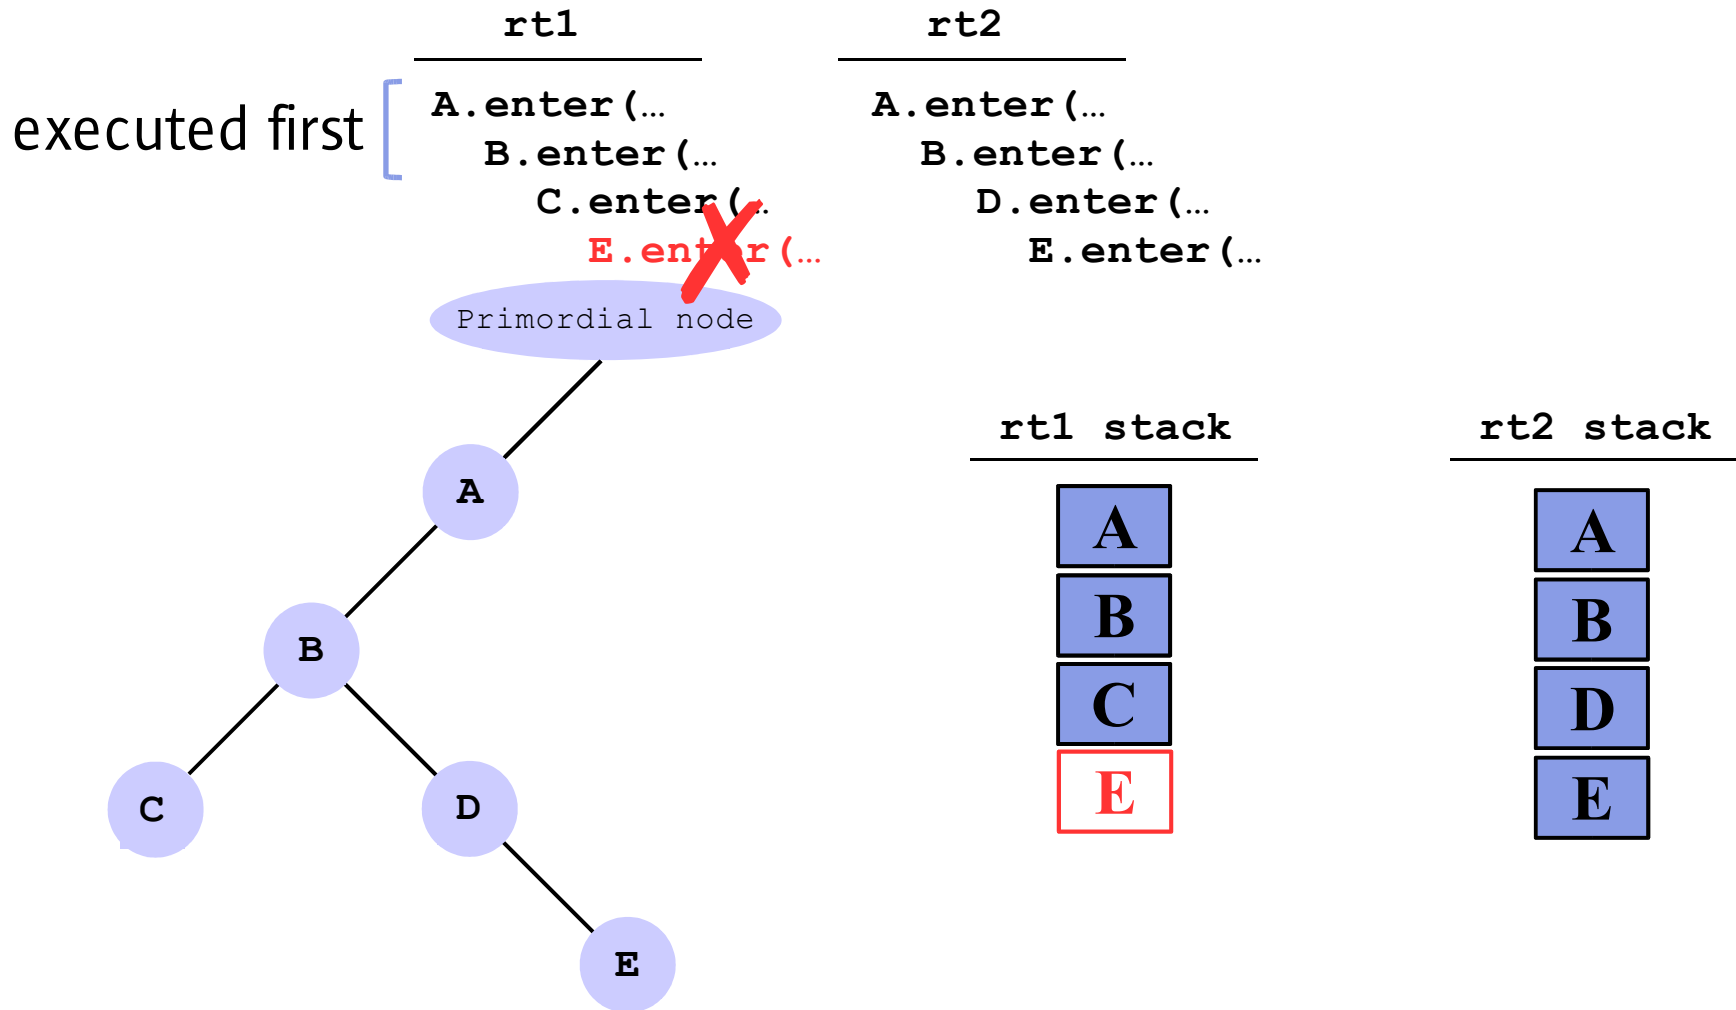 rt1
rt2
executed first
A.enter(…
B.enter(…
C.enter(…
E.enter(…
A.enter(…
B.enter(…
D.enter(…
E.enter(…
Primordial node
A
B
C
D
E
rt1 stack
A
B
C
E
rt2 stack
A
B
D
E